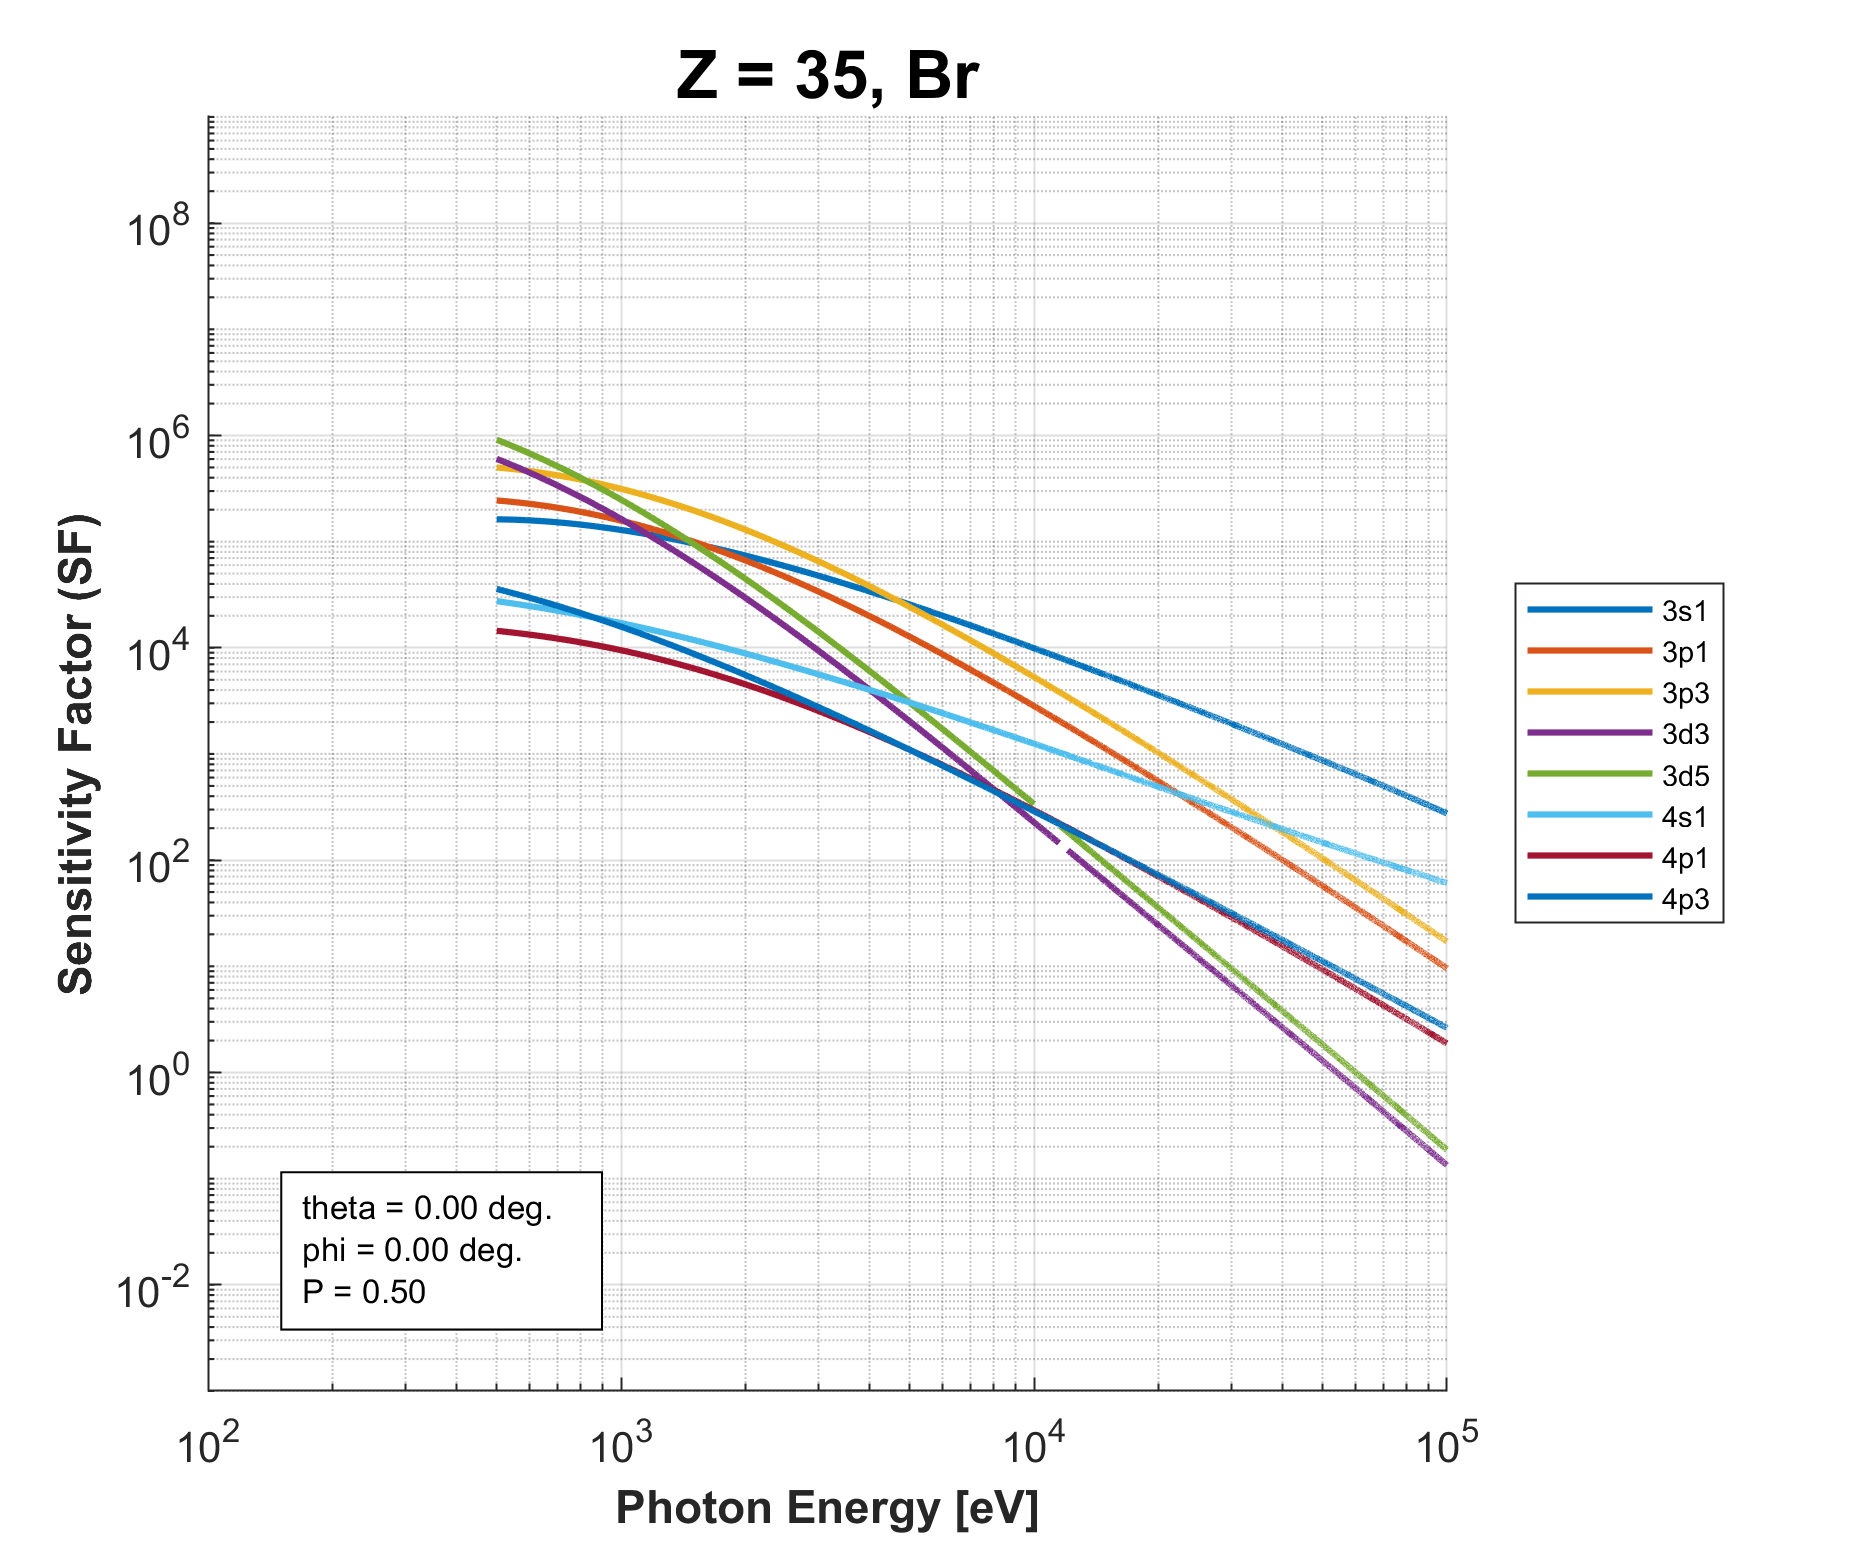 Z = 35, Br
Sensitivity Factor (SF)
10^8
10^6
10^4
10^2
10^0
10^-2
theta = 0.00 deg.
phi = 0.00 deg.
P = 0.50
10^2 10^3 10^4 10^5
Photon Energy [eV]
3s1
3p1
3p3
3d3
3d5
4s1
4p1
4p3